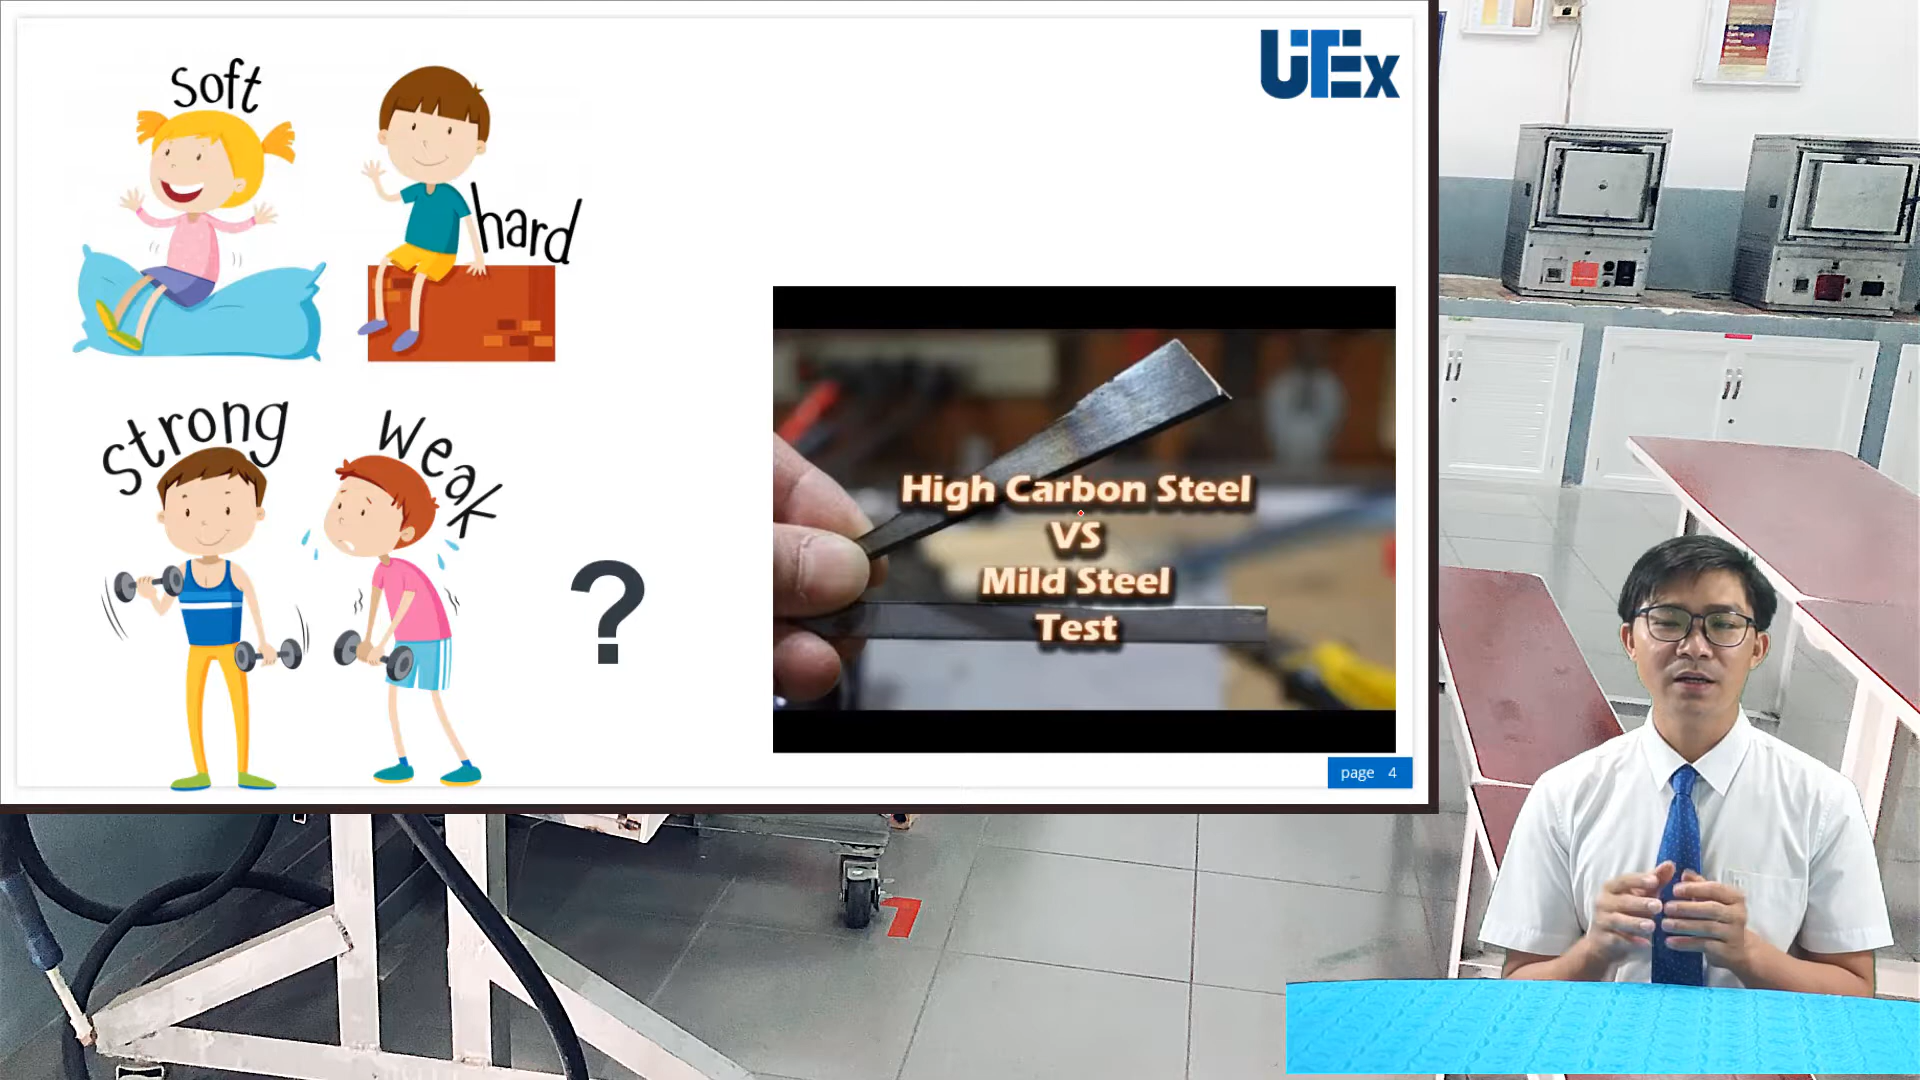 Soft
hard
UTEx
Strong
Weak
?
High Carbon Steel
VS
Mild Steel
Test
page 4